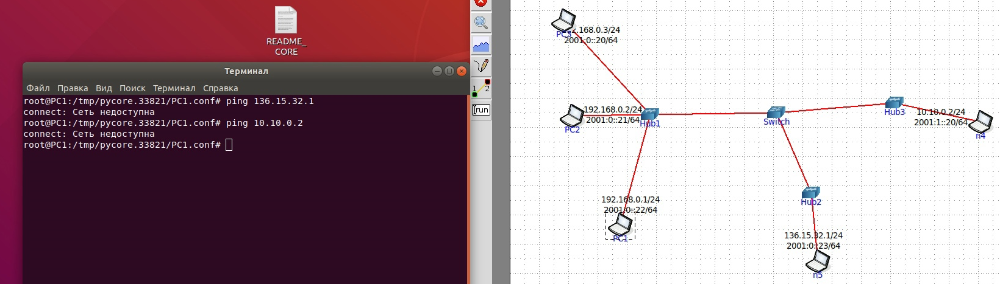 README_
CORE
Терминал
Файл Правка Вид Поиск Терминал Справка
root@PC1:/tmp/pycore.33821/PC1.conf# ping 136.15.32.1
connect: Сеть недоступна
root@PC1:/tmp/pycore.33821/PC1.conf# ping 10.10.0.2
connect: Сеть недоступна
root@PC1:/tmp/pycore.33821/PC1.conf#
1 2
run
.168.0.3/24
PC3
2001:0::20/64
192.168.0.2/24
2001:0::21/64
PC2
Hub1
Switch
Hub3
10.10.0.2/24
2001:1::20/64
n4
192.168.0.1/24
2001:0::22/64
PC1
Hub2
136.15.32.1/24
2001:0::23/64
n5